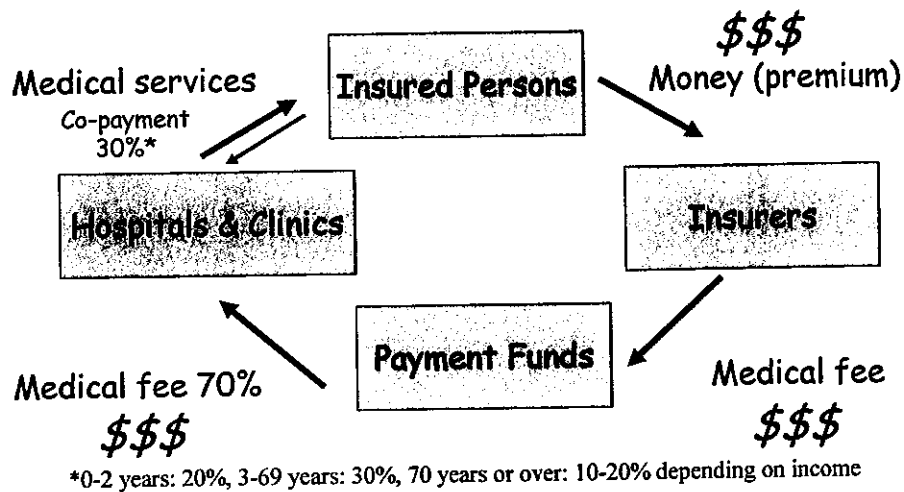 $$$
Insured Persons
Money (premium)
Medical services
Co-payment
30%*
Hospitals & Clinics
Insurers
Payment Funds
Medical fee 70%
$$$
Medical fee
$$$
*0-2 years: 20%, 3-69 years: 30%, 70 years or over: 10-20% depending on income